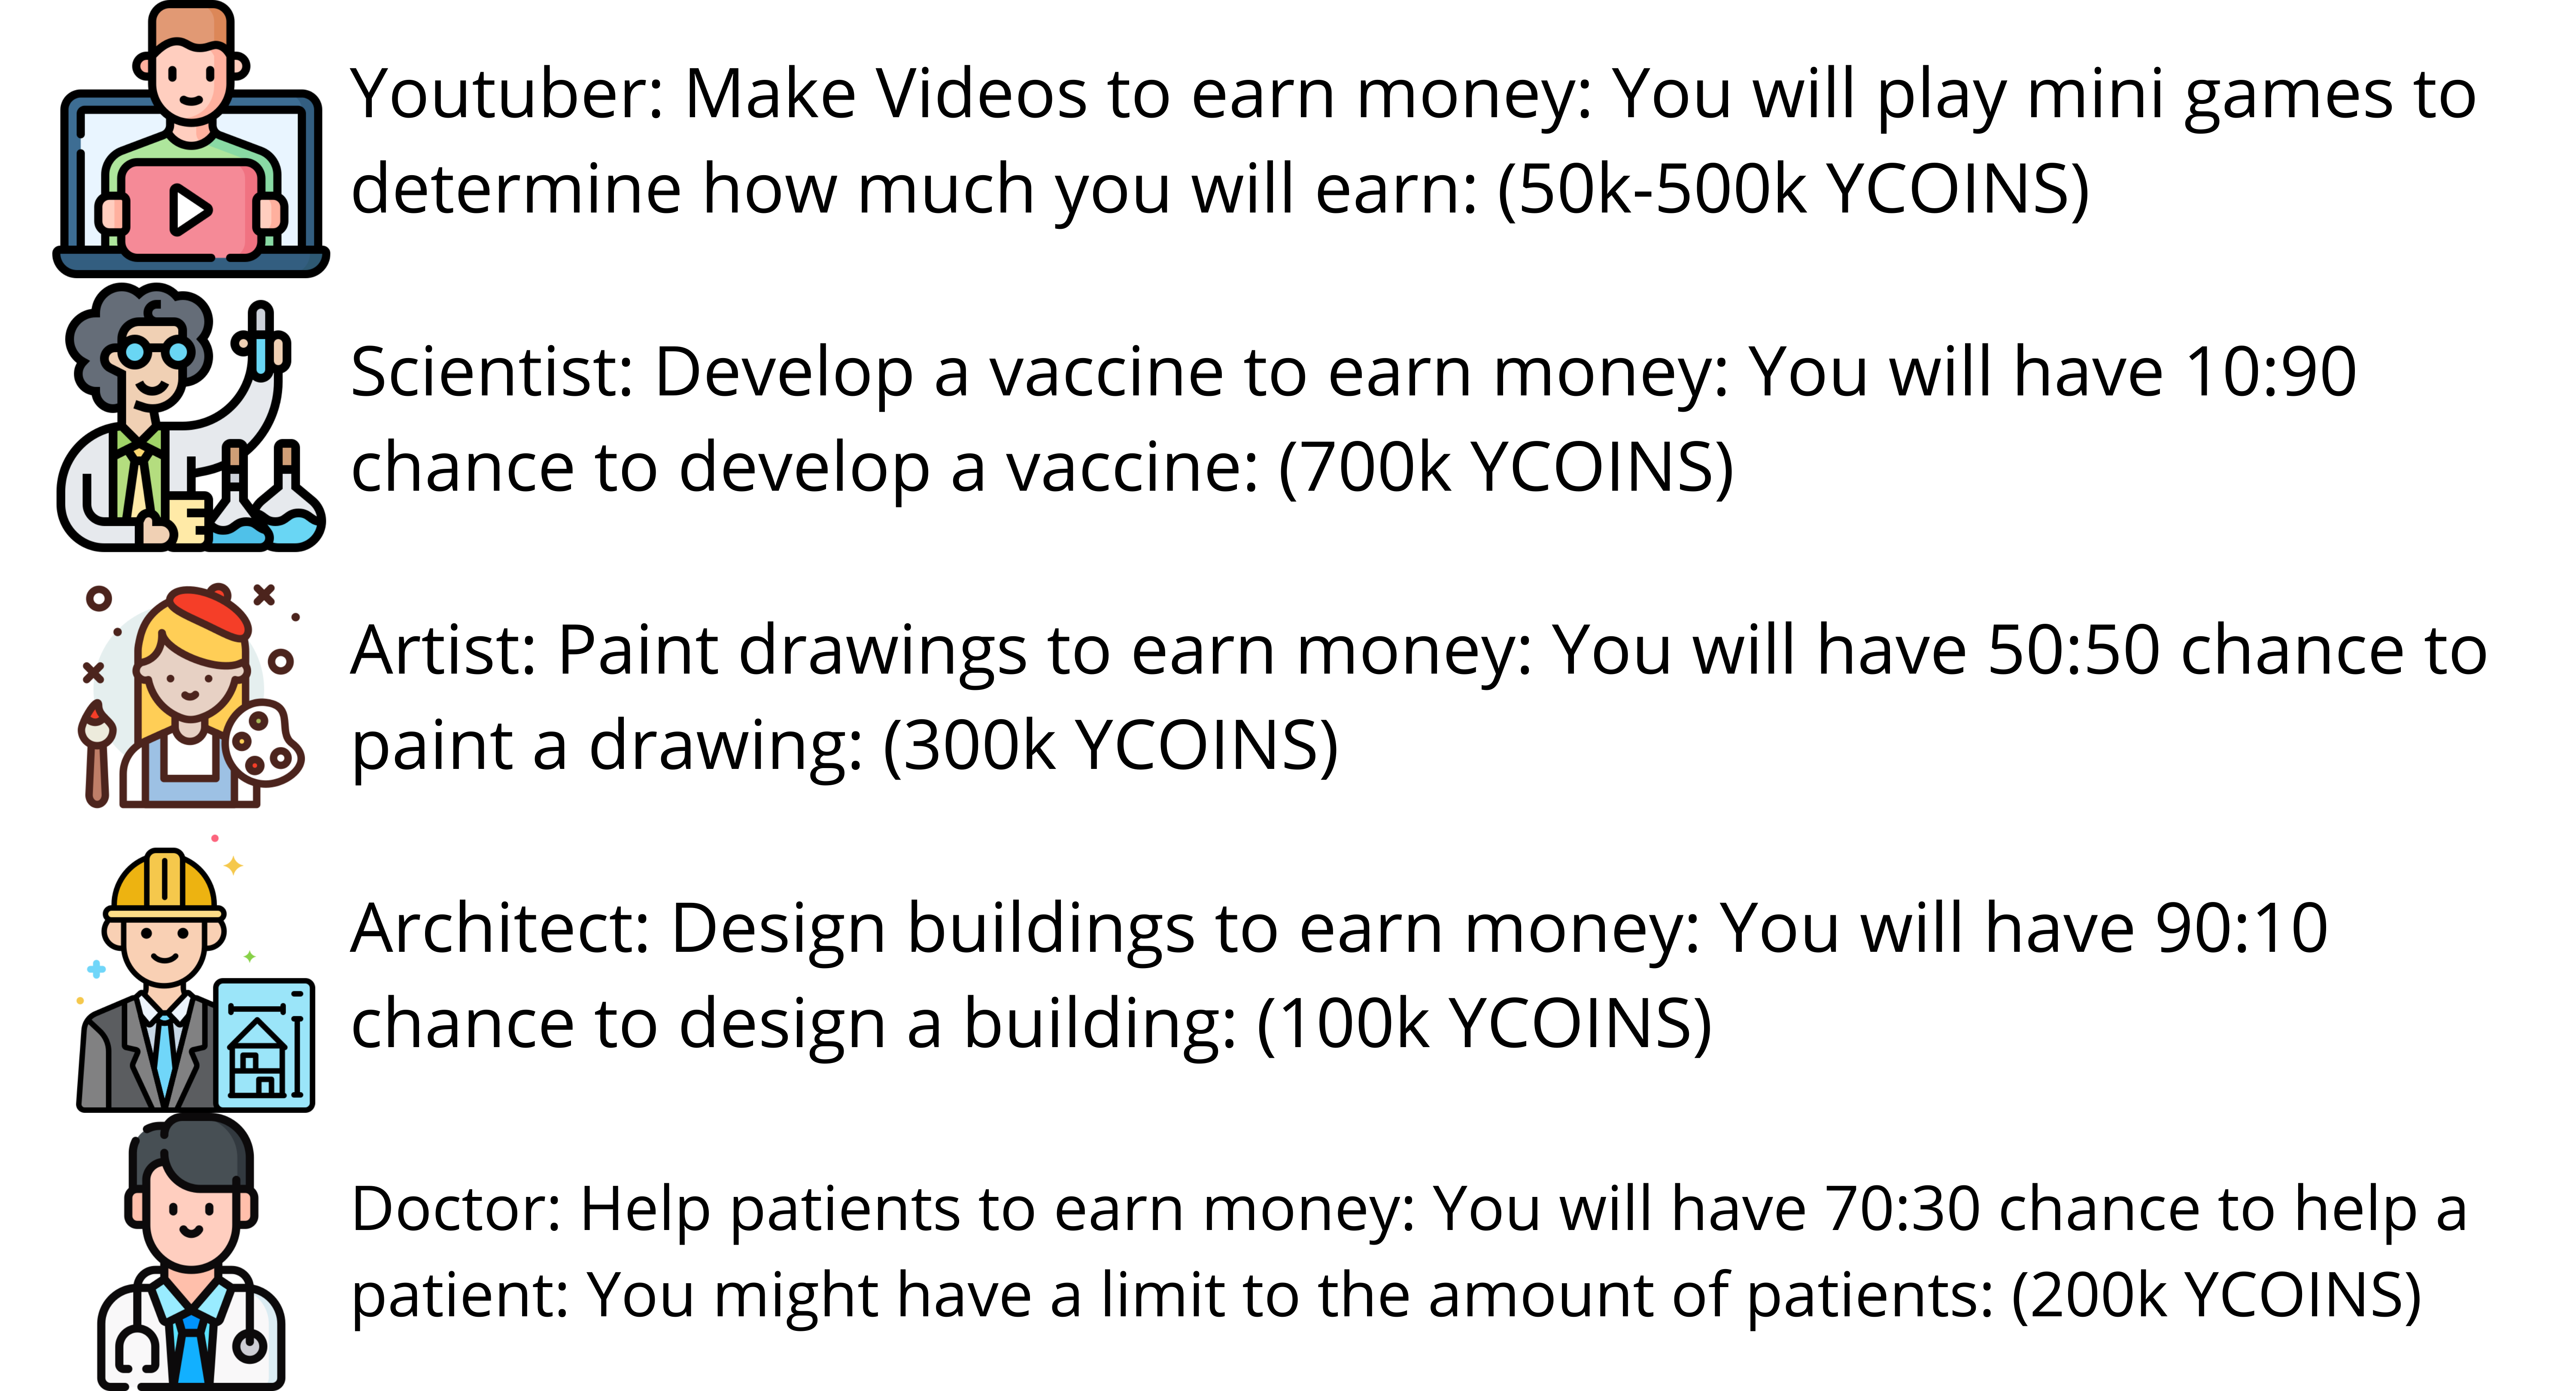 Youtuber: Make Videos to earn money: You will play mini games to
determine how much you will earn: (50k-500k YCOINS)
Scientist: Develop a vaccine to earn money: You will have 10:90
chance to develop a vaccine: (700k YCOINS)
Artist: Paint drawings to earn money: You will have 50:50 chance to
paint a drawing: (300k YCOINS)
Architect: Design buildings to earn money: You will have 90:10
chance to design a building: (100k YCOINS)
Doctor: Help patients to earn money: You will have 70:30 chance to help a
patient: You might have a limit to the amount of patients: (200k YCOINS)